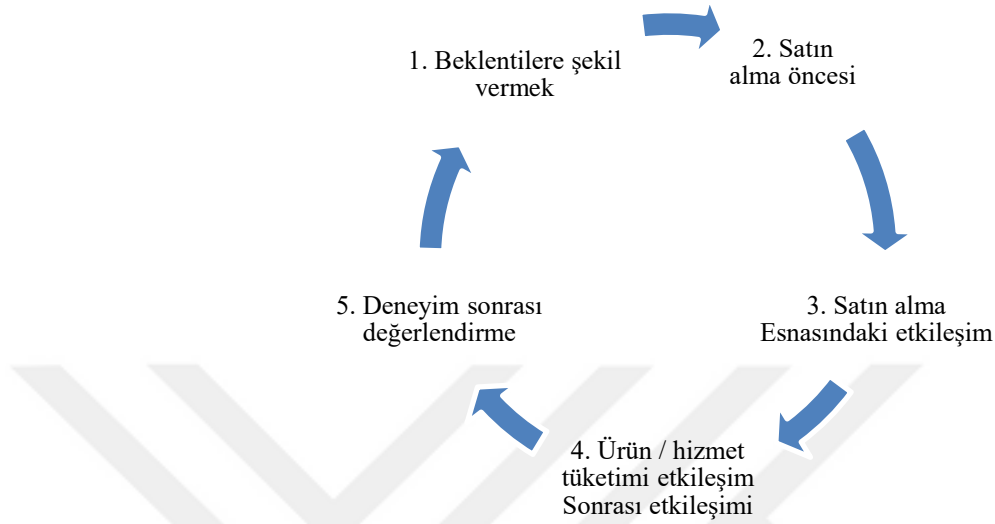 1. Beklentilere şekil
vermek
2. Satın
alma öncesi
3. Satın alma
Esnasındaki etkileşim
4. Ürün / hizmet
tüketimi etkileşim
Sonrası etkileşimi
5. Deneyim sonrası
değerlendirme